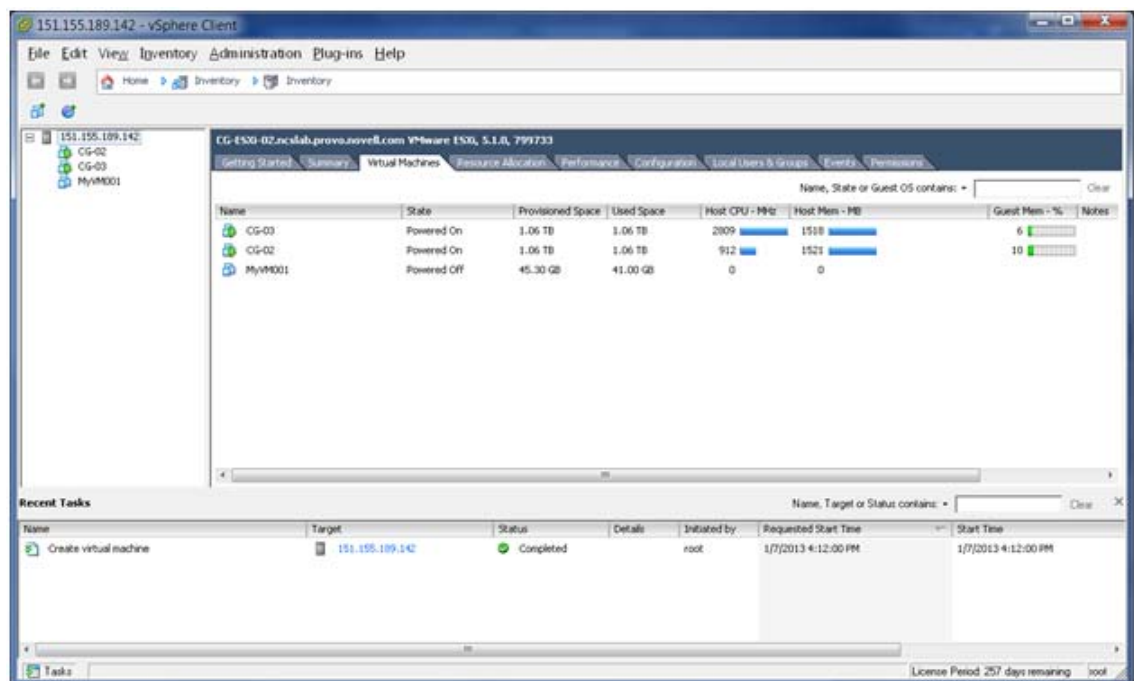 151.155.189.142 - vSphere Client
File Edit View Inventory Administration Plug-ins Help
Home Inventory Inventory
151.155.189.142
CG-02
CG-03
MyVM001
CG-ESXi-02.ncslab.provo.novell.com VMware ESXi, 5.1.0, 799733
Getting Started Summary Virtual Machines Resource Allocation Performance Configuration Local Users & Groups Events Permissions
Name, State or Guest OS contains: Clear
Name State Provisioned Space Used Space Host CPU - MHz Host Mem - MB Guest Mem - % Notes
CG-03 Powered On 1.06 TB 1.06 TB 2809 1518 6
CG-02 Powered On 1.06 TB 1.06 TB 912 1521 10
MyVM001 Powered Off 45.30 GB 41.00 GB 0 0
Recent Tasks Name, Target or Status contains: Clear
Name Target Status Details Initiated by Requested Start Time Start Time
Create virtual machine 151.155.189.142 Completed root 1/7/2013 4:12:00 PM 1/7/2013 4:12:00 PM
Tasks License Period: 257 days remaining root